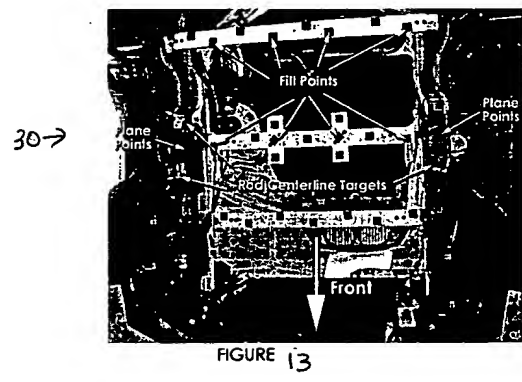 Fill Points
Plane
Points
30→
Plane
Points
Rod Centerline Targets
Front
FIGURE 13